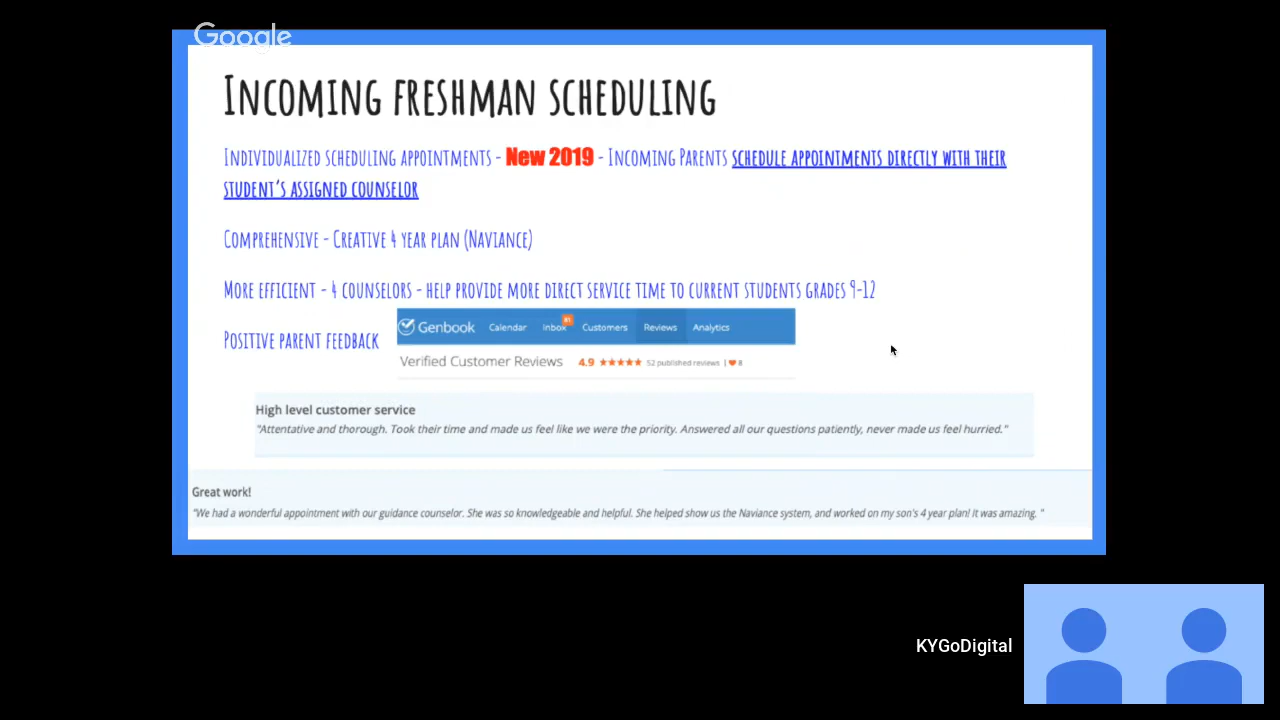 Google
Incoming freshman scheduling
Individualized scheduling appointments - New 2019 - Incoming Parents schedule appointments directly with their
student's assigned counselor
Comprehensive - Creative 4 year plan (Naviance)
More efficient - 4 counselors - help provide more direct service time to current students grades 9-12
Positive parent feedback
Genbook Calendar Inbox Customers Reviews Analytics
Verified Customer Reviews 4.9 ★★★★★ 52 published reviews | ♥ 8
High level customer service
"Attentative and thorough. Took their time and made us feel like we were the priority. Answered all our questions patiently, never made us feel hurried."
Great work!
"We had a wonderful appointment with our guidance counselor. She was so knowledgeable and helpful. She helped show us the Naviance system, and worked on my son's 4 year plan! It was amazing. "
KYGoDigital